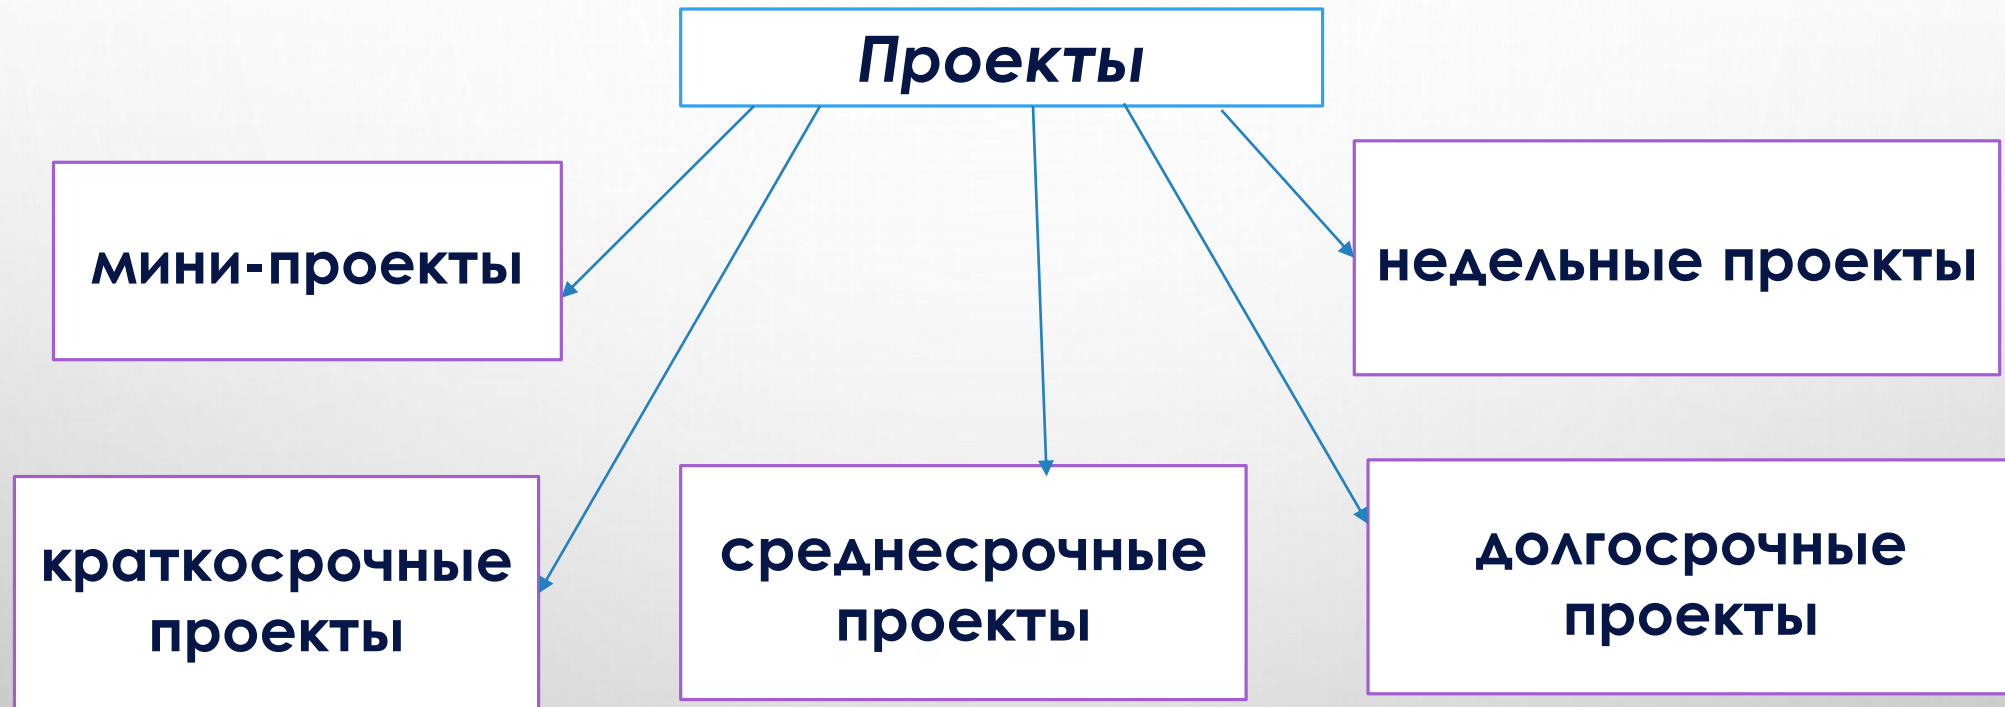 Проекты
мини-проекты
недельные проекты
краткосрочные
проекты
среднесрочные
проекты
долгосрочные
проекты